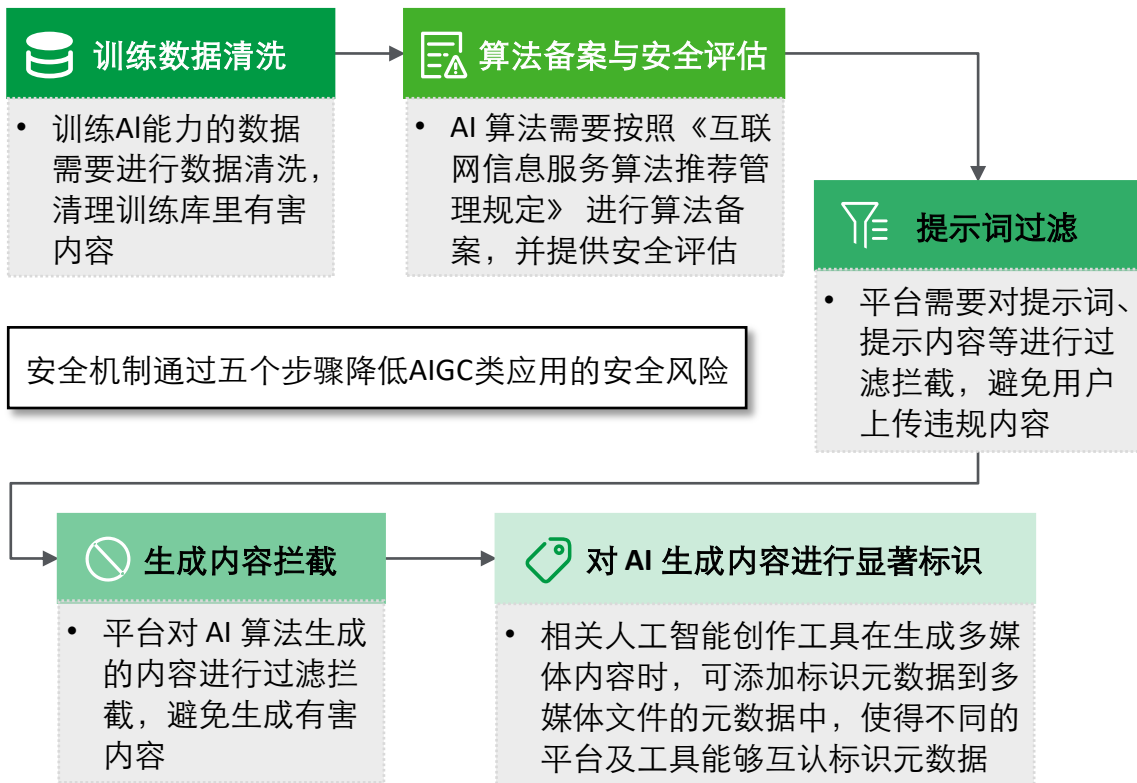 训练数据清洗
• 训练AI能力的数据
需要进行数据清洗，
清理训练库里有害
内容
算法备案与安全评估
• AI 算法需要按照《互联
网信息服务算法推荐管
理规定》 进行算法备
案，并提供安全评估
提示词过滤
• 平台需要对提示词、
提示内容等进行过
滤拦截，避免用户
上传违规内容
安全机制通过五个步骤降低AIGC类应用的安全风险
生成内容拦截
• 平台对 AI 算法生成
的内容进行过滤拦
截，避免生成有害
内容
对 AI 生成内容进行显著标识
• 相关人工智能创作工具在生成多媒
体内容时，可添加标识元数据到多
媒体文件的元数据中，使得不同的
平台及工具能够互认标识元数据